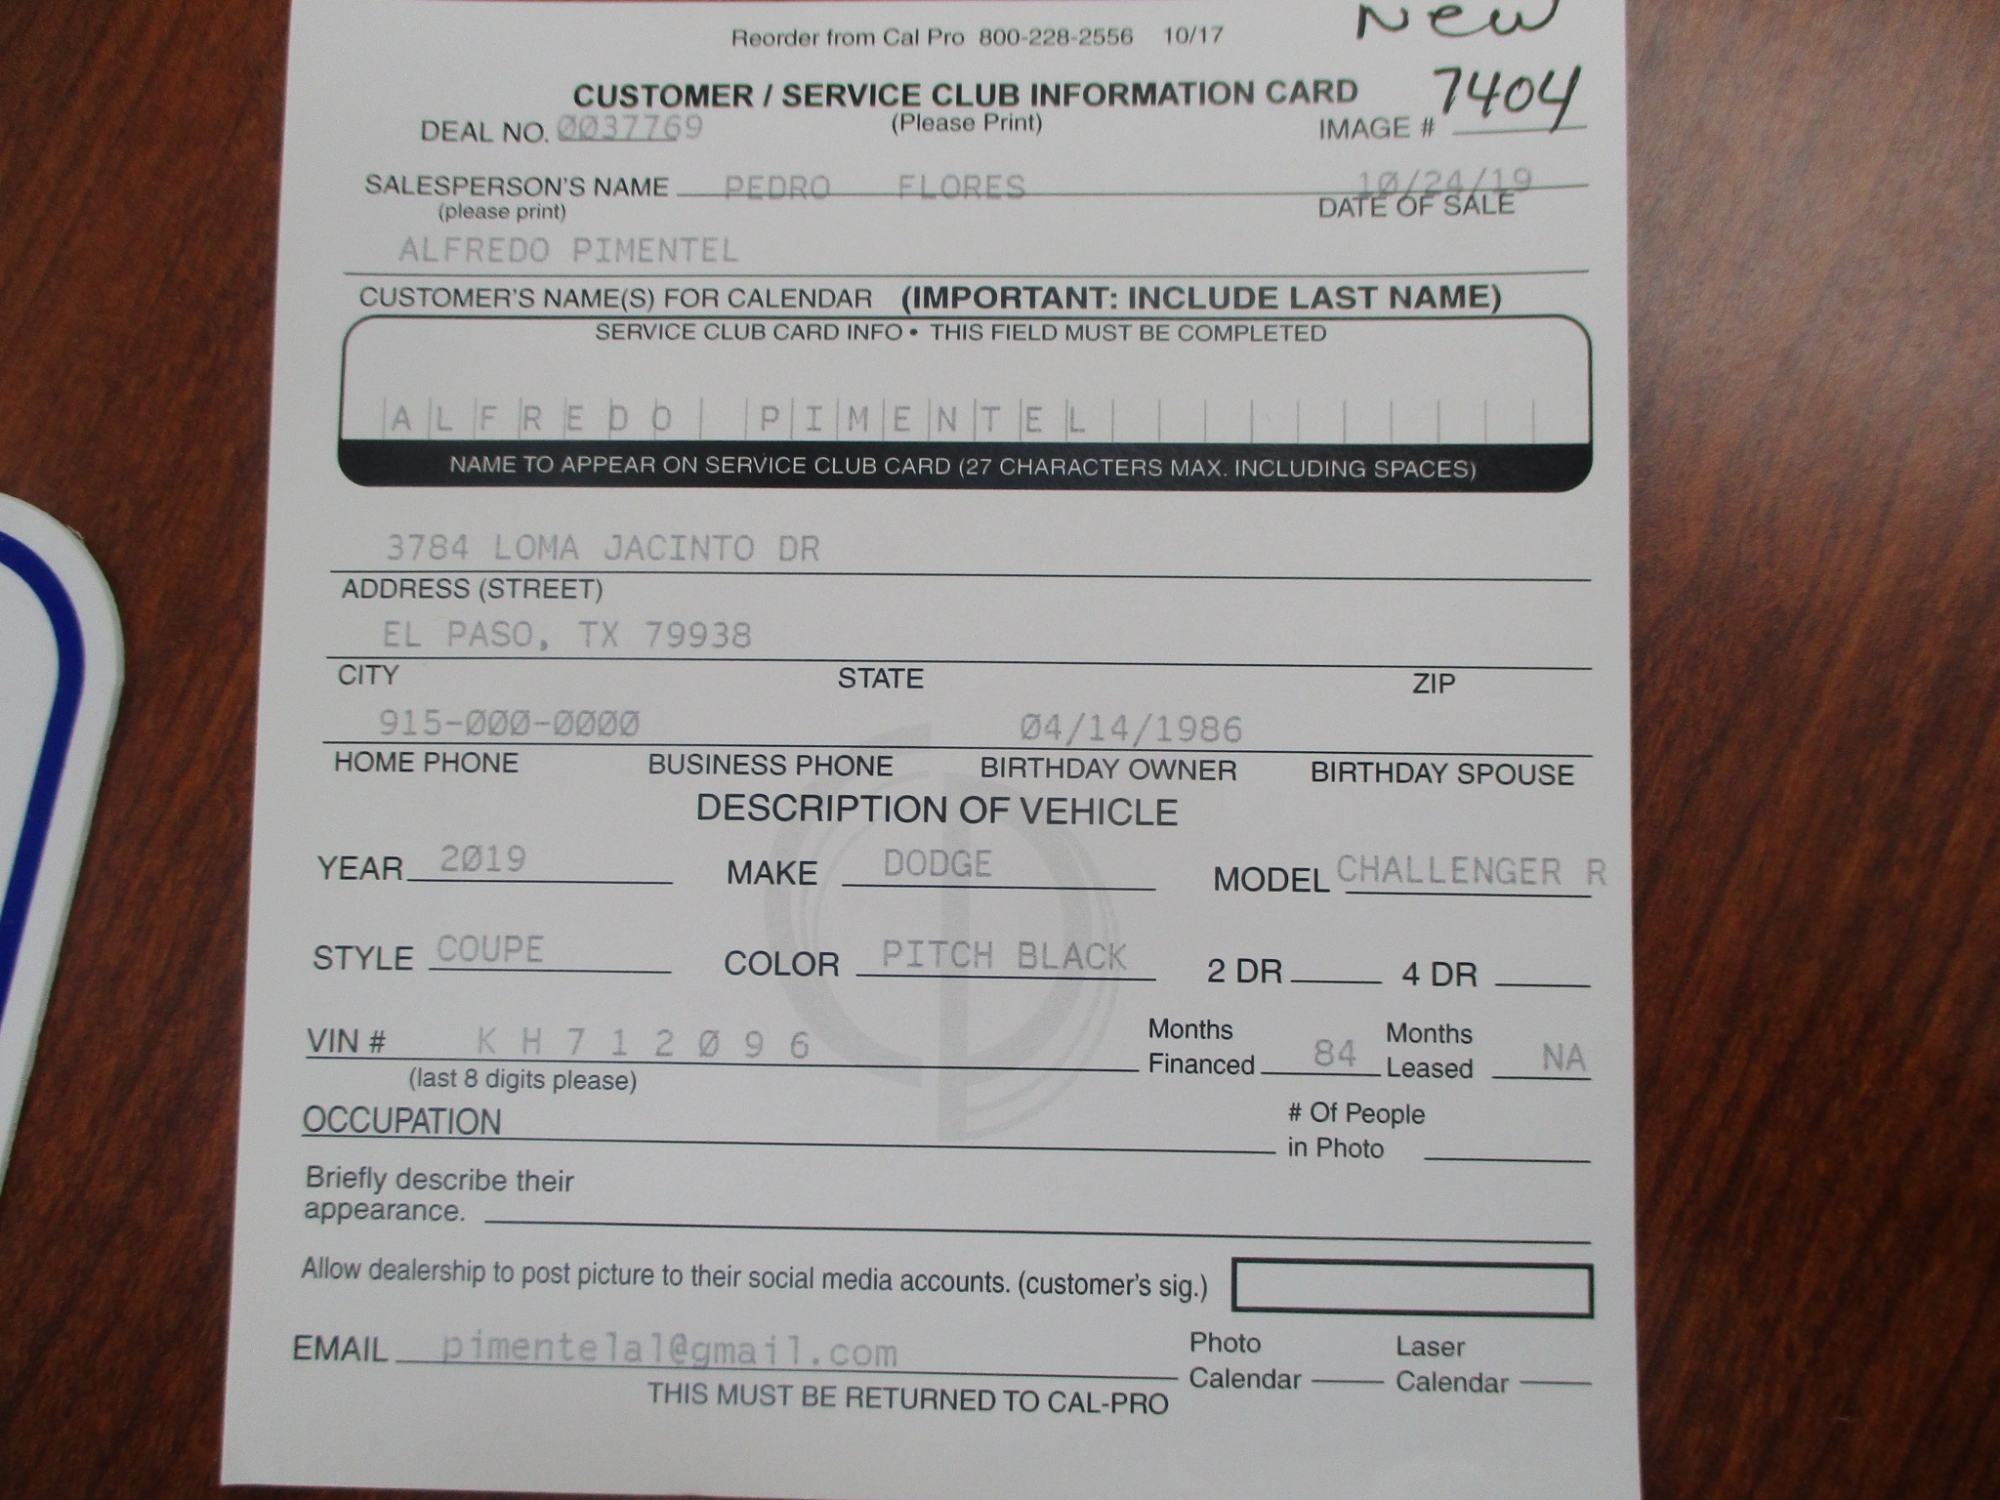 New
Reorder from Cal Pro 800-228-2556 10/17
CUSTOMER / SERVICE CLUB INFORMATION CARD
DEAL NO. 0037769 (Please Print) IMAGE # 7404
SALESPERSON'S NAME PEDRO FLORES 10/24/19
(please print) DATE OF SALE
ALFREDO PIMENTEL
CUSTOMER'S NAME(S) FOR CALENDAR (IMPORTANT: INCLUDE LAST NAME)
SERVICE CLUB CARD INFO • THIS FIELD MUST BE COMPLETED
ALFREDO PIMENTEL
NAME TO APPEAR ON SERVICE CLUB CARD (27 CHARACTERS MAX. INCLUDING SPACES)
3784 LOMA JACINTO DR
ADDRESS (STREET)
EL PASO, TX 79938
CITY STATE ZIP
915-000-0000 04/14/1986
HOME PHONE BUSINESS PHONE BIRTHDAY OWNER BIRTHDAY SPOUSE
DESCRIPTION OF VEHICLE
YEAR 2019 MAKE DODGE MODEL CHALLENGER R
STYLE COUPE COLOR PITCH BLACK 2 DR 4 DR
VIN # K H 7 1 2 0 9 6 Months Financed 84 Months Leased NA
(last 8 digits please)
OCCUPATION # Of People in Photo
Briefly describe their
appearance.
Allow dealership to post picture to their social media accounts. (customer's sig.)
EMAIL pimentelal@gmail.com Photo Calendar Laser Calendar
THIS MUST BE RETURNED TO CAL-PRO